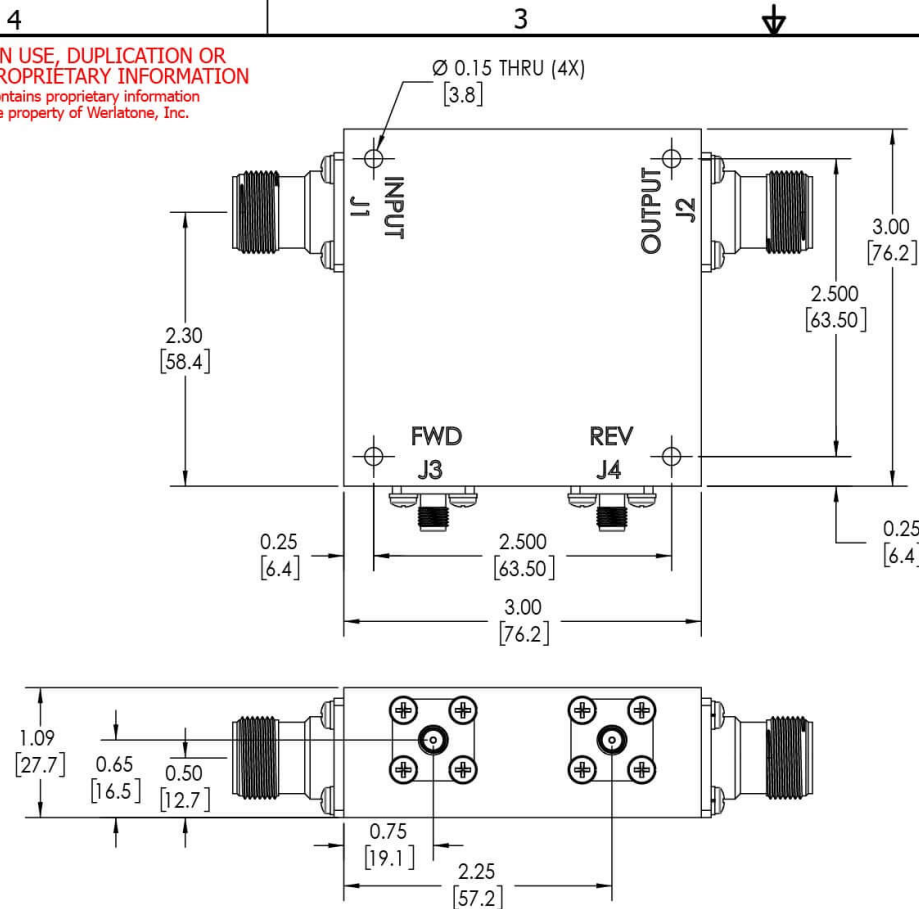 4
3
N USE, DUPLICATION OR
ROPRIETARY INFORMATION
ntains proprietary information
e property of Werlatone, Inc.
Ø 0.15 THRU (4X)
[3.8]
INPUT
J1
OUTPUT
J2
3.00
[76.2]
2.500
[63.50]
2.30
[58.4]
FWD
J3
REV
J4
0.25
[6.4]
2.500
[63.50]
0.25
[6.4]
3.00
[76.2]
1.09
[27.7]
0.65
[16.5]
0.50
[12.7]
0.75
[19.1]
2.25
[57.2]